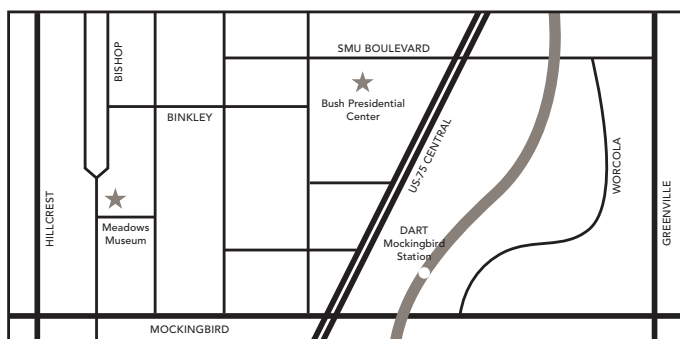 SMU BOULEVARD
BISHOP
Bush Presidential
Center
BINKLEY
US-75 CENTRAL
WORCOLA
HILLCREST
GREENVILLE
Meadows
Museum
DART
Mockingbird
Station
MOCKINGBIRD